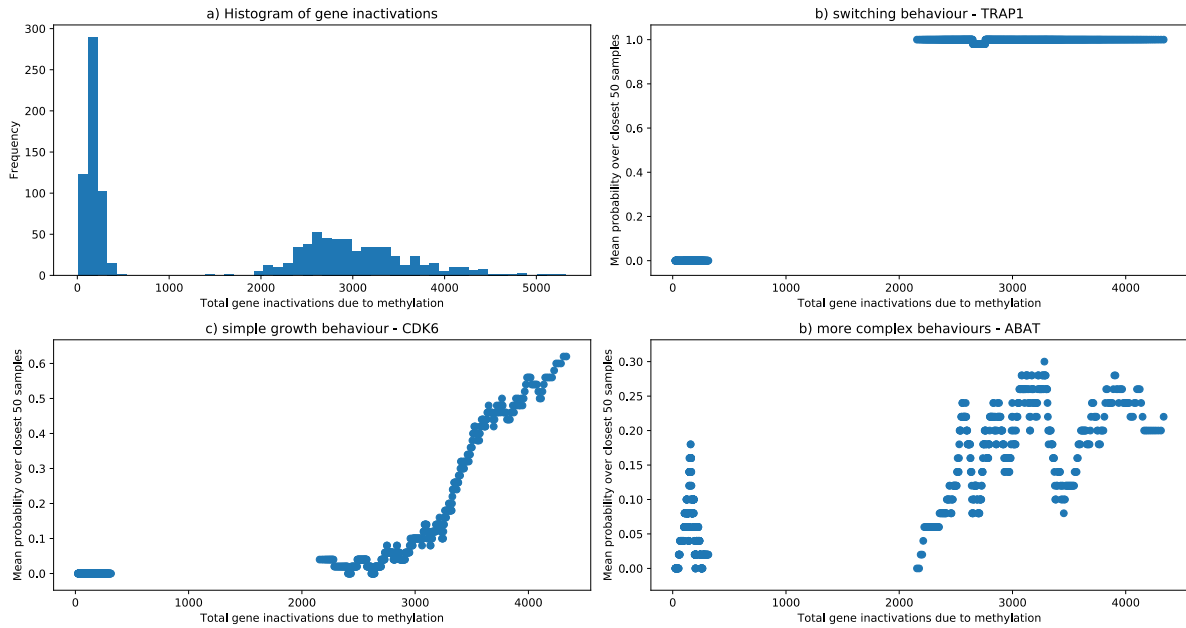 a) Histogram of gene inactivations
300
250
200
150
100
50
0
Frequency
0 1000 2000 3000 4000 5000
Total gene inactivations due to methylation
b) switching behaviour - TRAP1
1.0
0.8
0.6
0.4
0.2
0.0
Mean probability over closest 50 samples
0 1000 2000 3000 4000
Total gene inactivations due to methylation
c) simple growth behaviour - CDK6
0.6
0.5
0.4
0.3
0.2
0.1
0.0
Mean probability over closest 50 samples
0 1000 2000 3000 4000
Total gene inactivations due to methylation
b) more complex behaviours - ABAT
0.30
0.25
0.20
0.15
0.10
0.05
0.00
Mean probability over closest 50 samples
0 1000 2000 3000 4000
Total gene inactivations due to methylation